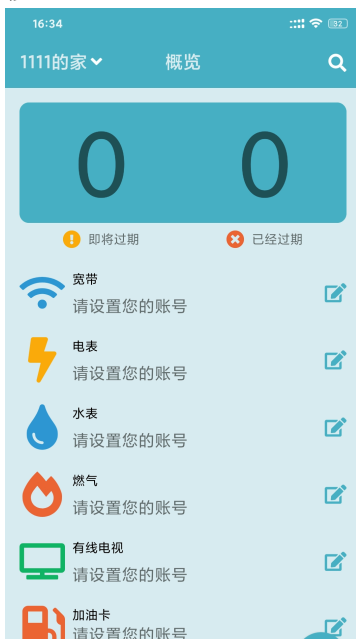 16:34
92
1111的家
概览
0
0
即将过期
已经过期
宽带
请设置您的账号
电表
请设置您的账号
水表
请设置您的账号
燃气
请设置您的账号
有线电视
请设置您的账号
加油卡
请设置您的账号